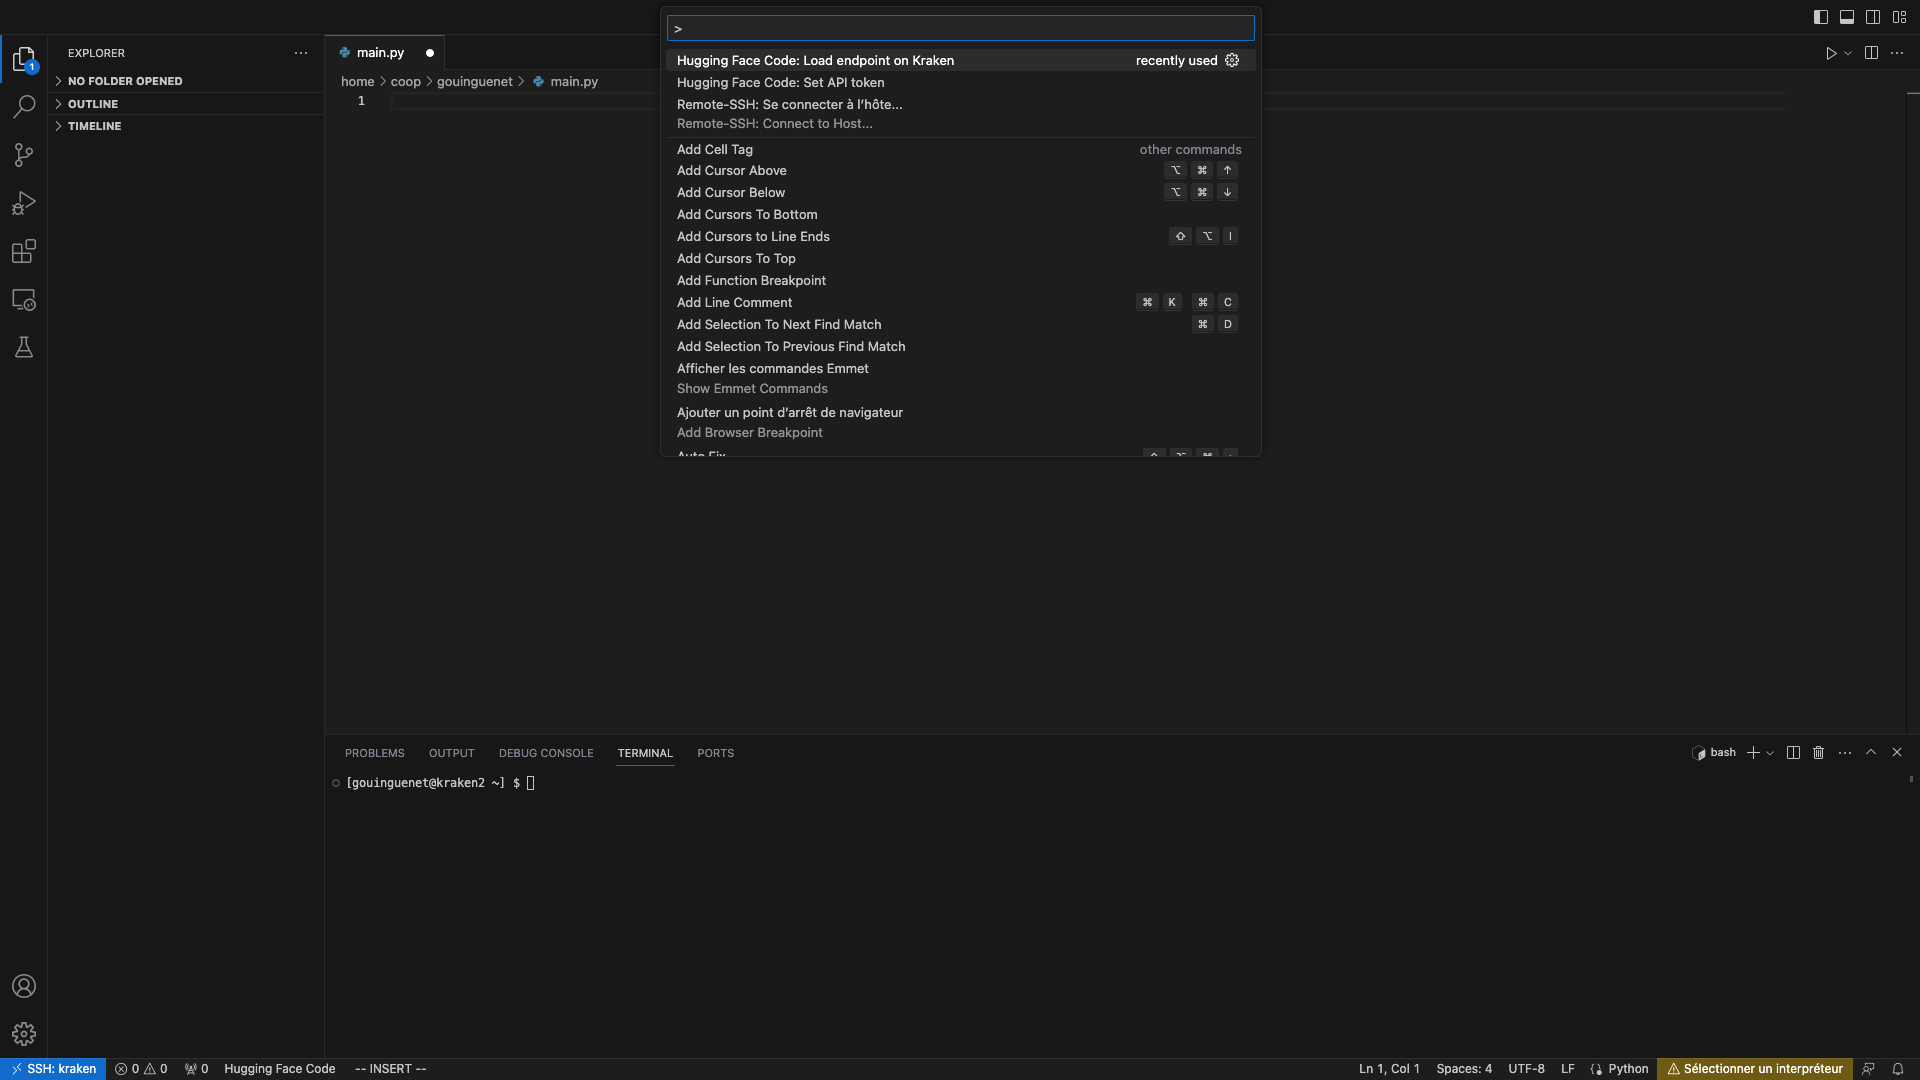 >
EXPLORER
1
NO FOLDER OPENED
OUTLINE
TIMELINE
main.py
home > coop > gouinguenet > main.py
1
Hugging Face Code: Load endpoint on Kraken recently used
Hugging Face Code: Set API token
Remote-SSH: Se connecter à l'hôte...
Remote-SSH: Connect to Host...
Add Cell Tag other commands
Add Cursor Above ⌥ ⌘ ↑
Add Cursor Below ⌥ ⌘ ↓
Add Cursors To Bottom
Add Cursors to Line Ends ⇧ ⌥ I
Add Cursors To Top
Add Function Breakpoint
Add Line Comment ⌘ K ⌘ C
Add Selection To Next Find Match ⌘ D
Add Selection To Previous Find Match
Afficher les commandes Emmet
Show Emmet Commands
Ajouter un point d'arrêt de navigateur
Add Browser Breakpoint
Auto Fix
PROBLEMS OUTPUT DEBUG CONSOLE TERMINAL PORTS bash
[gouinguenet@kraken2 ~] $
SSH: kraken 0 0 0 Hugging Face Code -- INSERT -- Ln 1, Col 1 Spaces: 4 UTF-8 LF Python Sélectionner un interpréteur